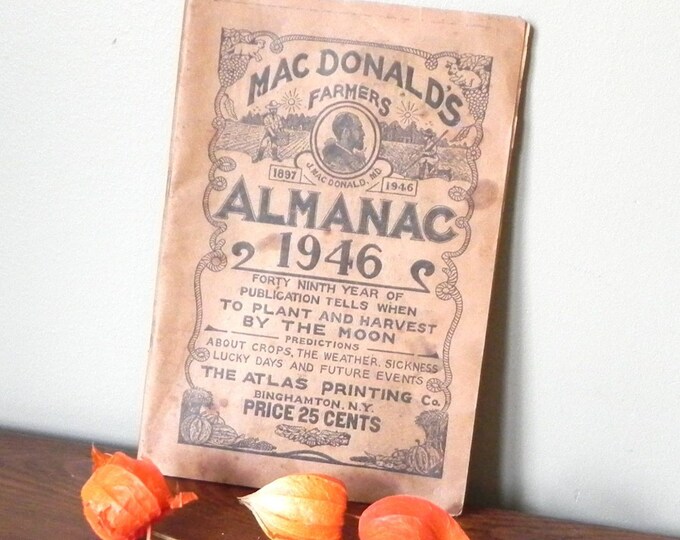 MAC DONALD'S
FARMERS
J. MAC DONALD, MD
1897 1946
ALMANAC
1946
FORTY NINTH YEAR OF
PUBLICATION TELLS WHEN
TO PLANT AND HARVEST
BY THE MOON
PREDICTIONS
ABOUT CROPS, THE WEATHER, SICKNESS
LUCKY DAYS AND FUTURE EVENTS
THE ATLAS PRINTING Co.
BINGHAMTON, N.Y.
PRICE 25 CENTS